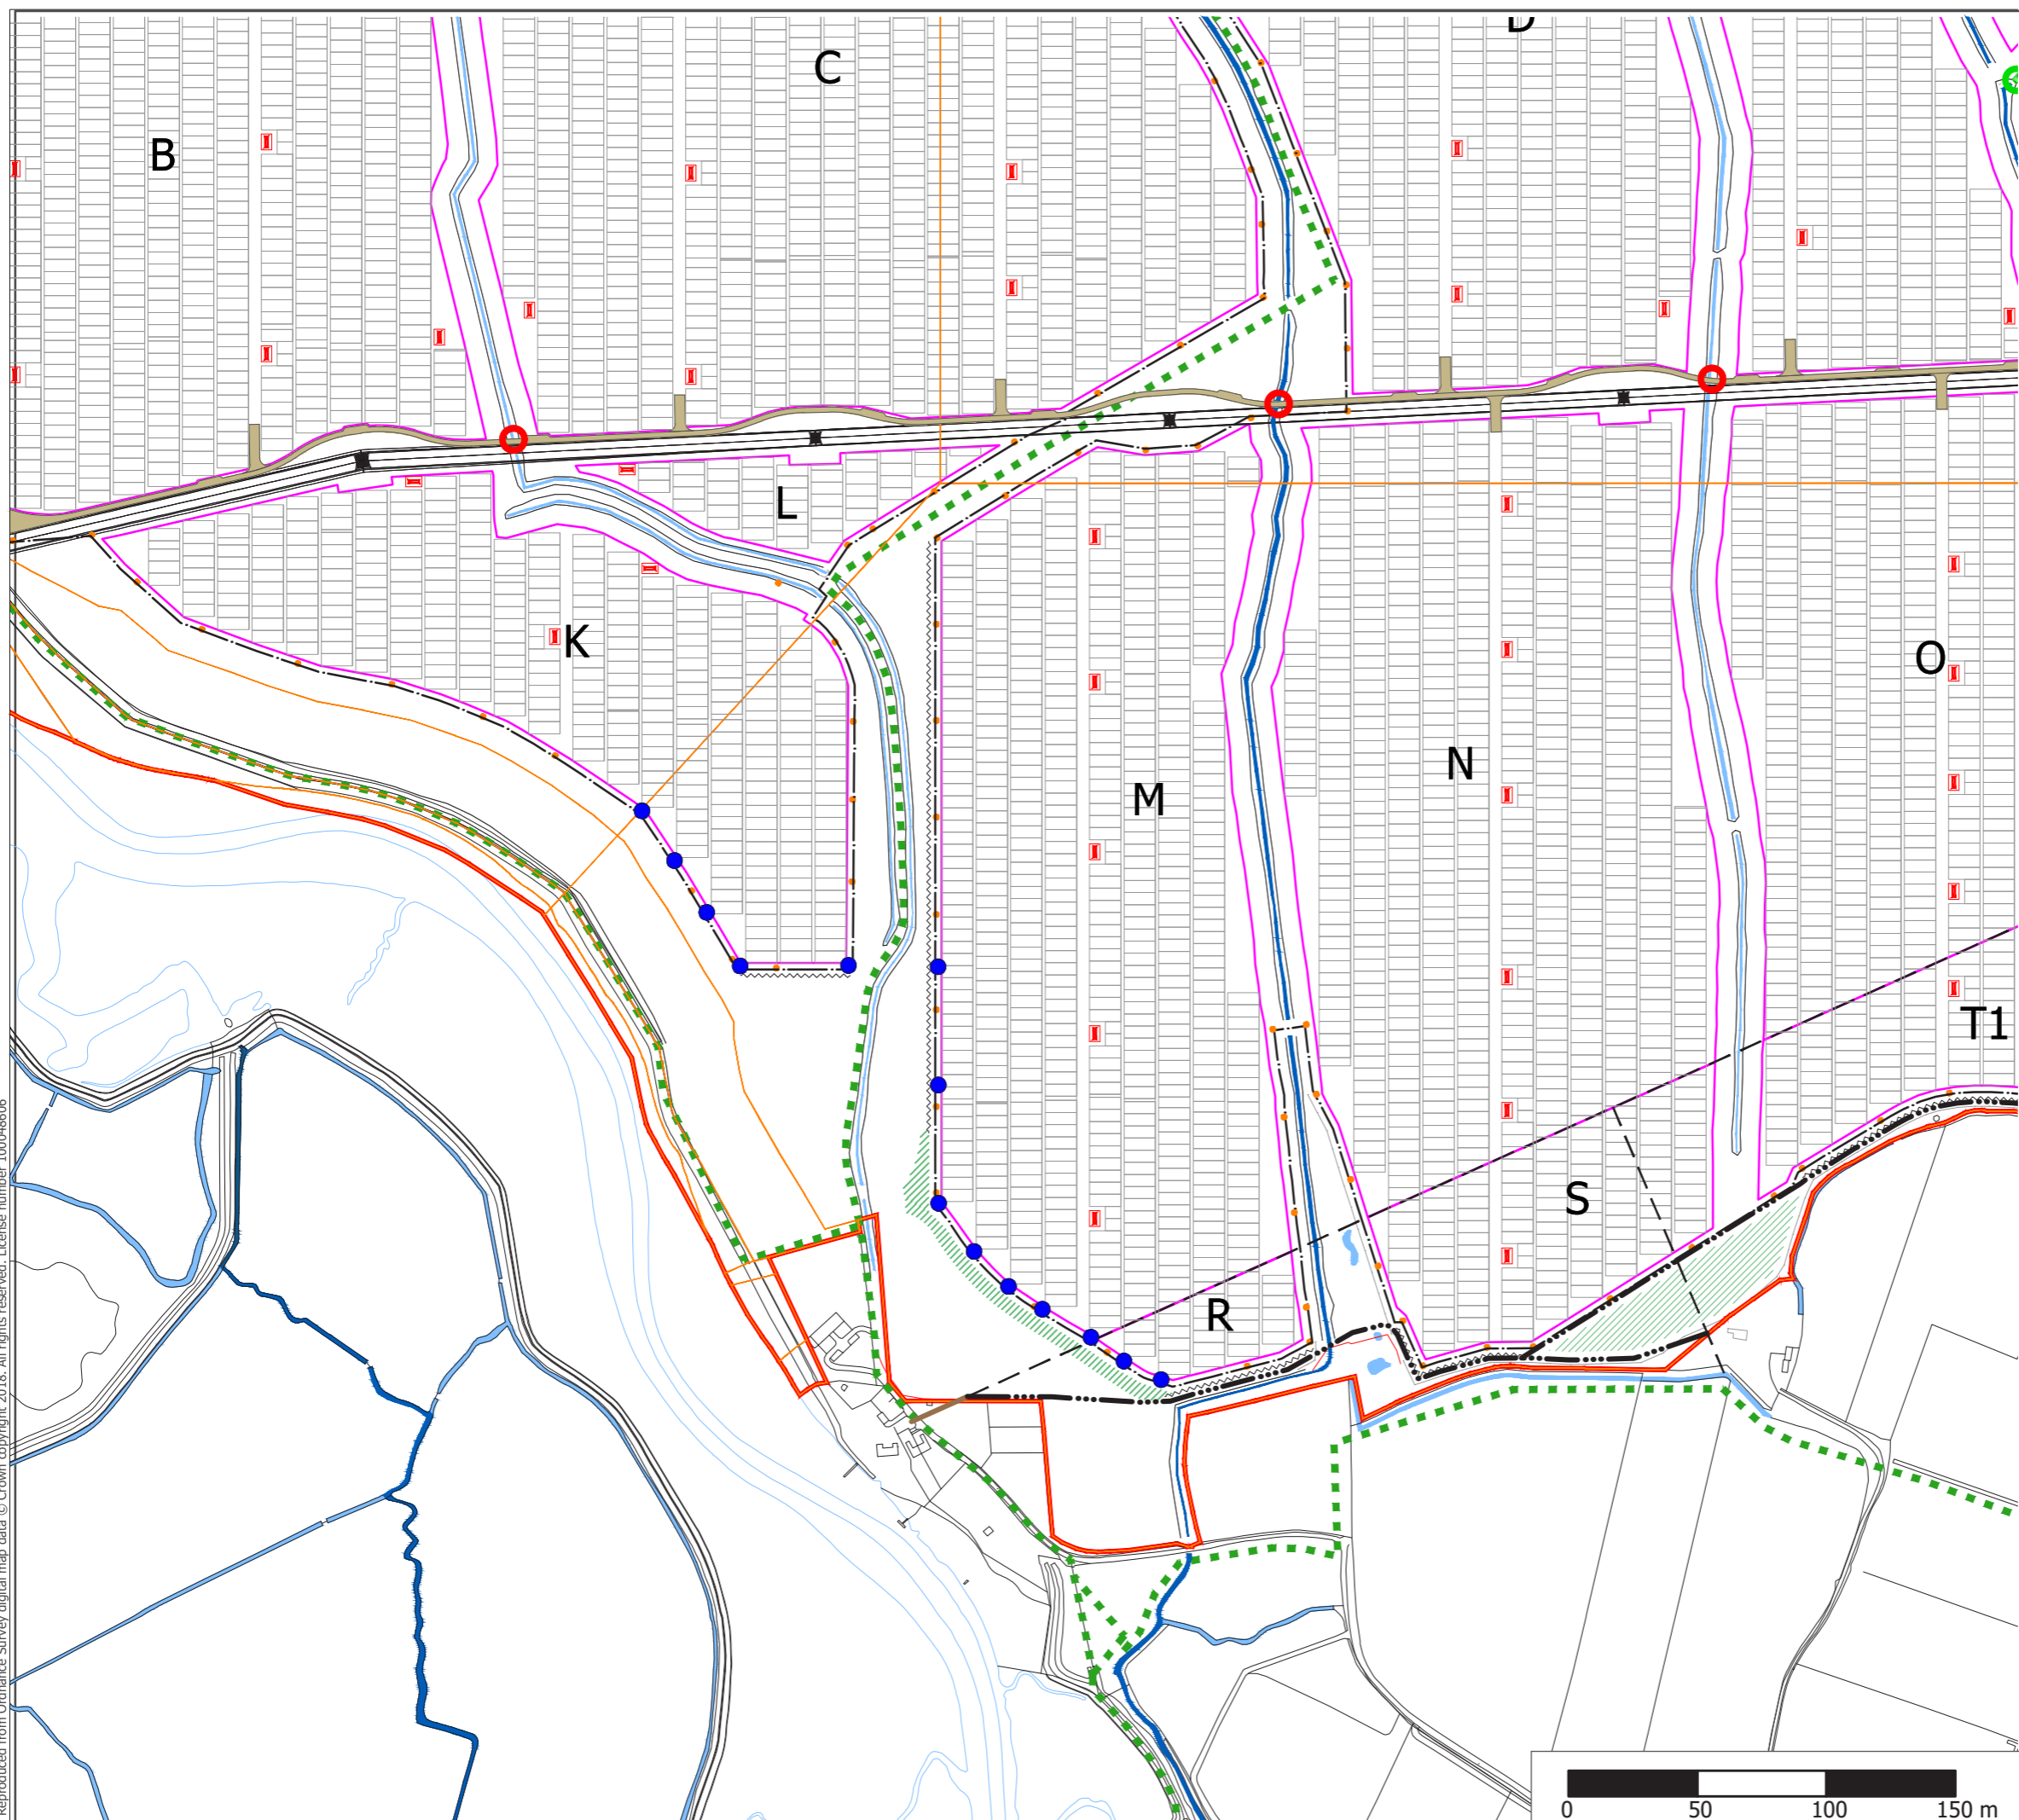 D
C
B
L
K
O
N
M
T1
S
R
Reproduced from Ordnance Survey digital map data © Crown copyright 2018. All rights reserved. License number 100048606
0 50 100 150 m